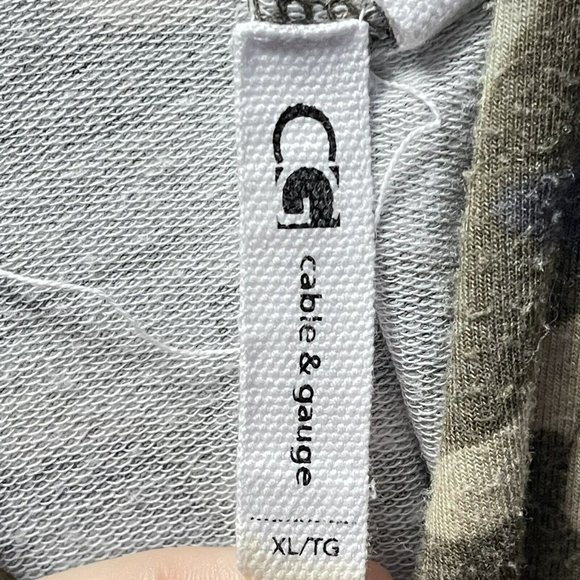 CG
cable & gauge
XL/TG